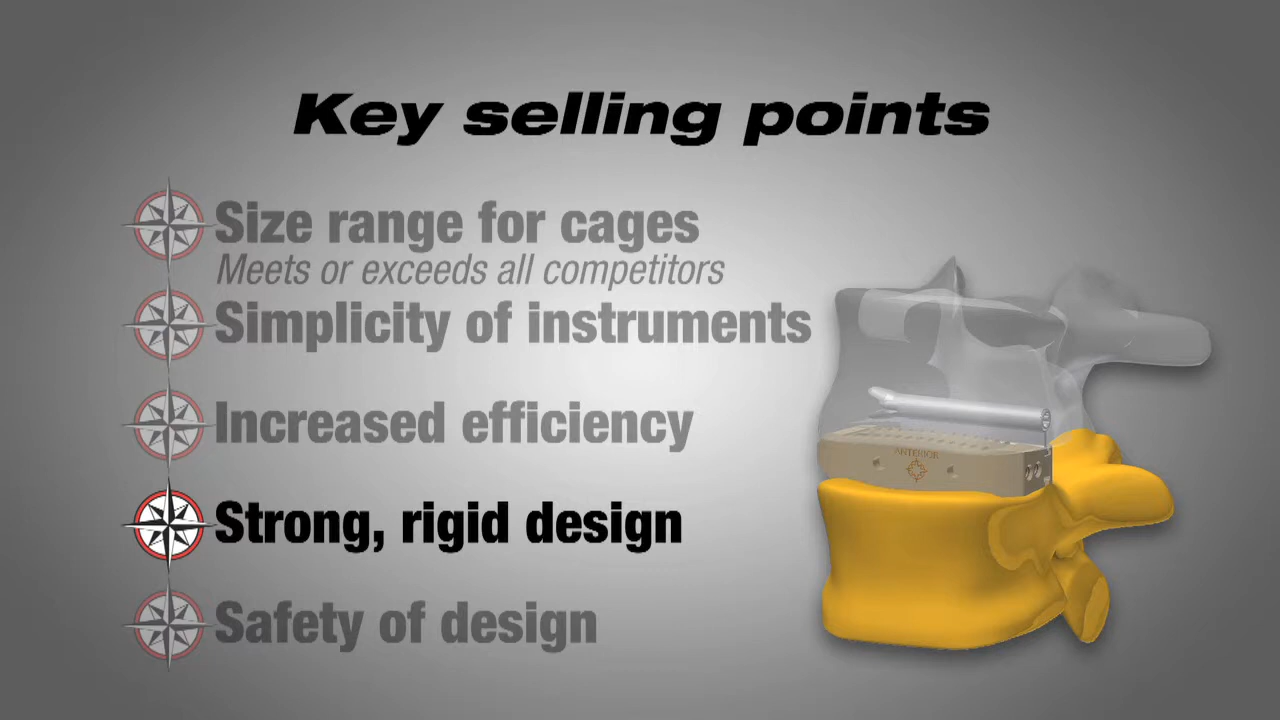 Key selling points
Size range for cages
Meets or exceeds all competitors
Simplicity of instruments
Increased efficiency
ANTERIOR
Strong, rigid design
Safety of design